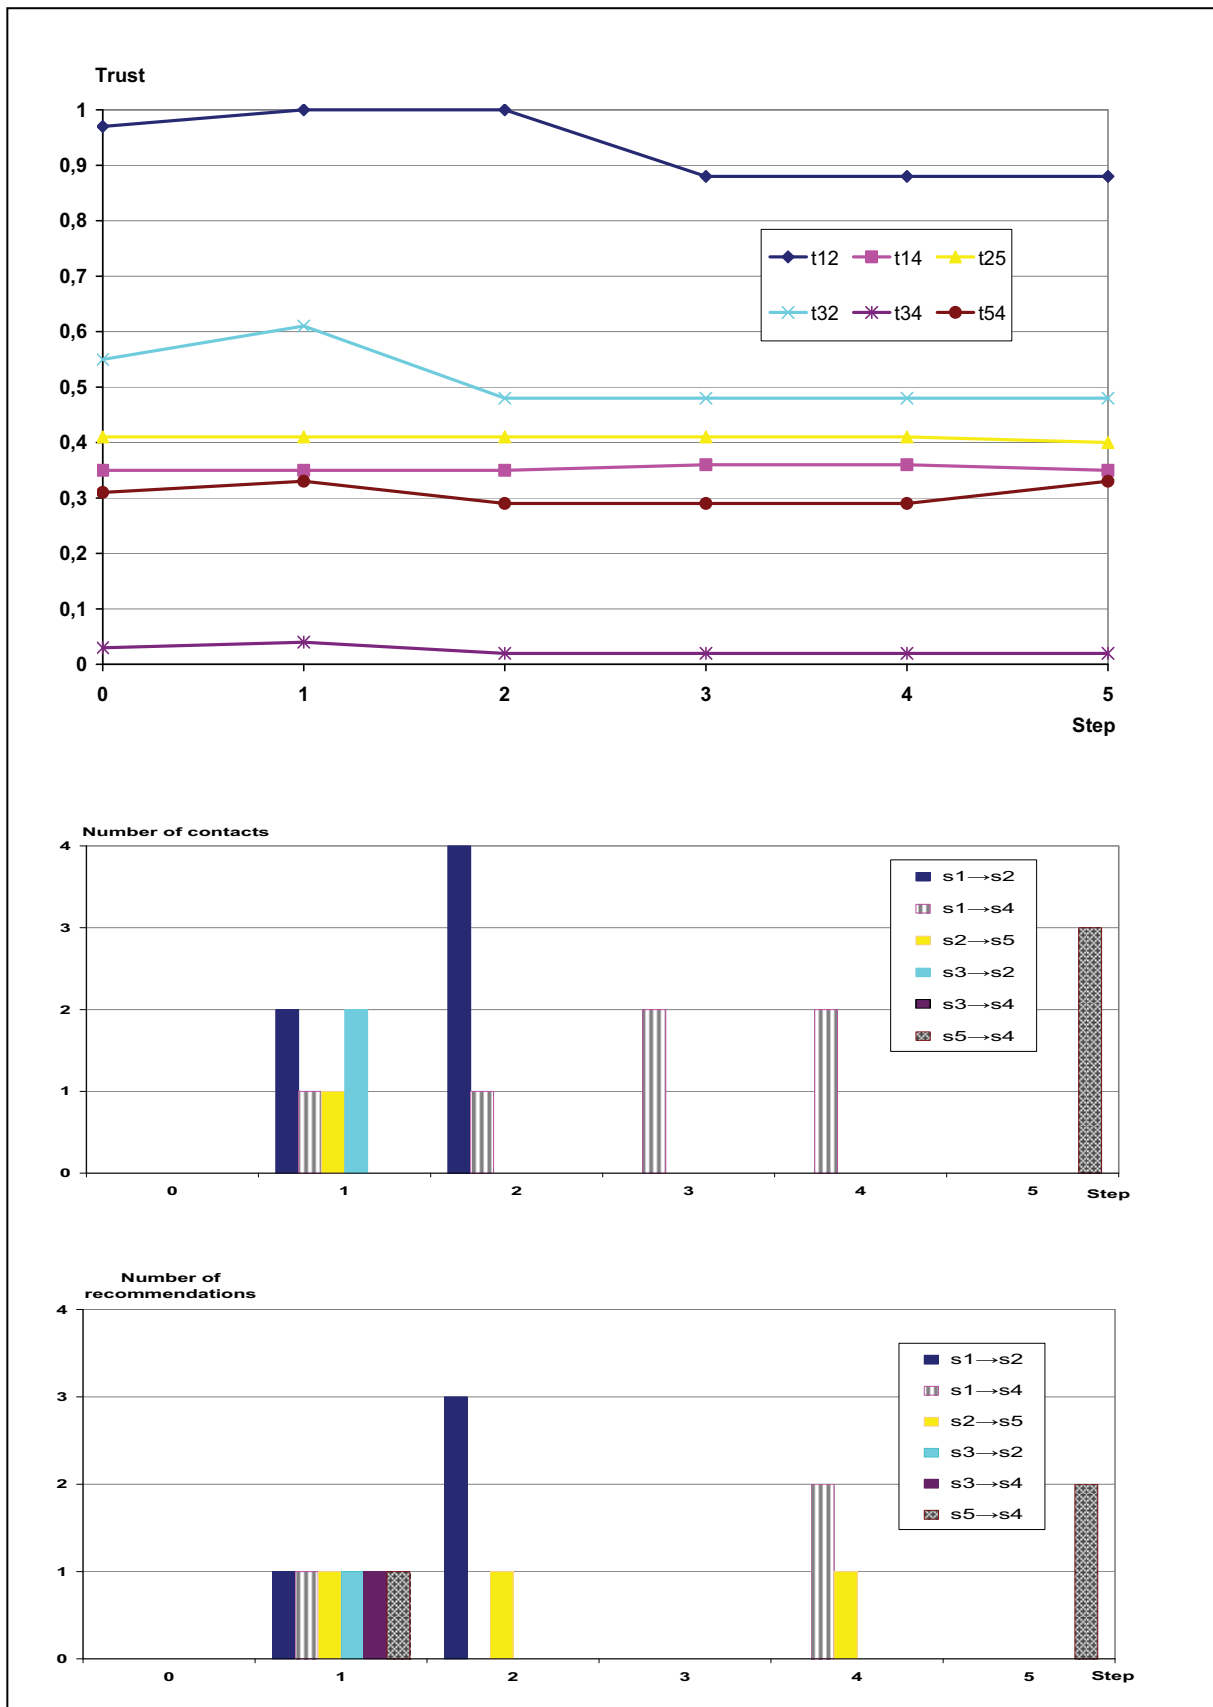 Trust
1
0,9
0,8
0,7
0,6
0,5
0,4
0,3
0,2
0,1
0
t12 t14 t25
t32 t34 t54
0 1 2 3 4 5
Step
Number of contacts
4
3
2
1
0
s1→s2
s1→s4
s2→s5
s3→s2
s3→s4
s5→s4
0 1 2 3 4 5 Step
Number of
recommendations
4
3
2
1
0
s1→s2
s1→s4
s2→s5
s3→s2
s3→s4
s5→s4
0 1 2 3 4 5 Step